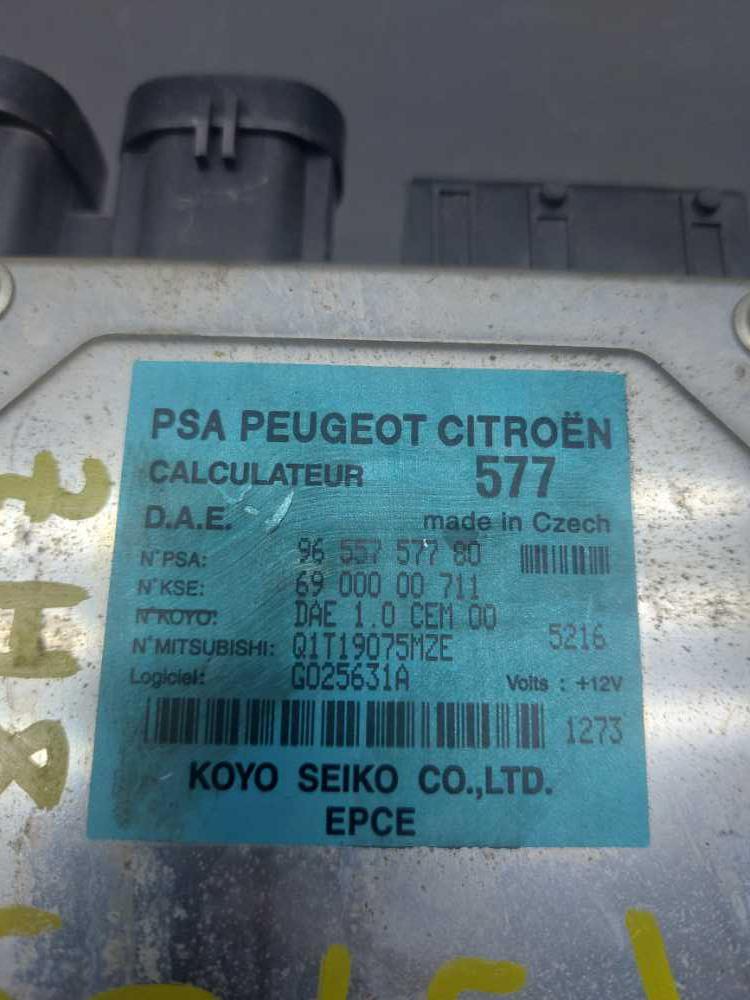 PSA PEUGEOT CITROËN
CALCULATEUR 577
D.A.E. made in Czech
N°PSA: 96 557 577 80
N°KSE: 69 000 00 711
N°KOYO: DAE 1.0 CEM 00
N°MITSUBISHI: Q1T19075MZE 5216
Logiciel: G025631A Volts : +12V
1273
KOYO SEIKO CO.,LTD.
EPCE